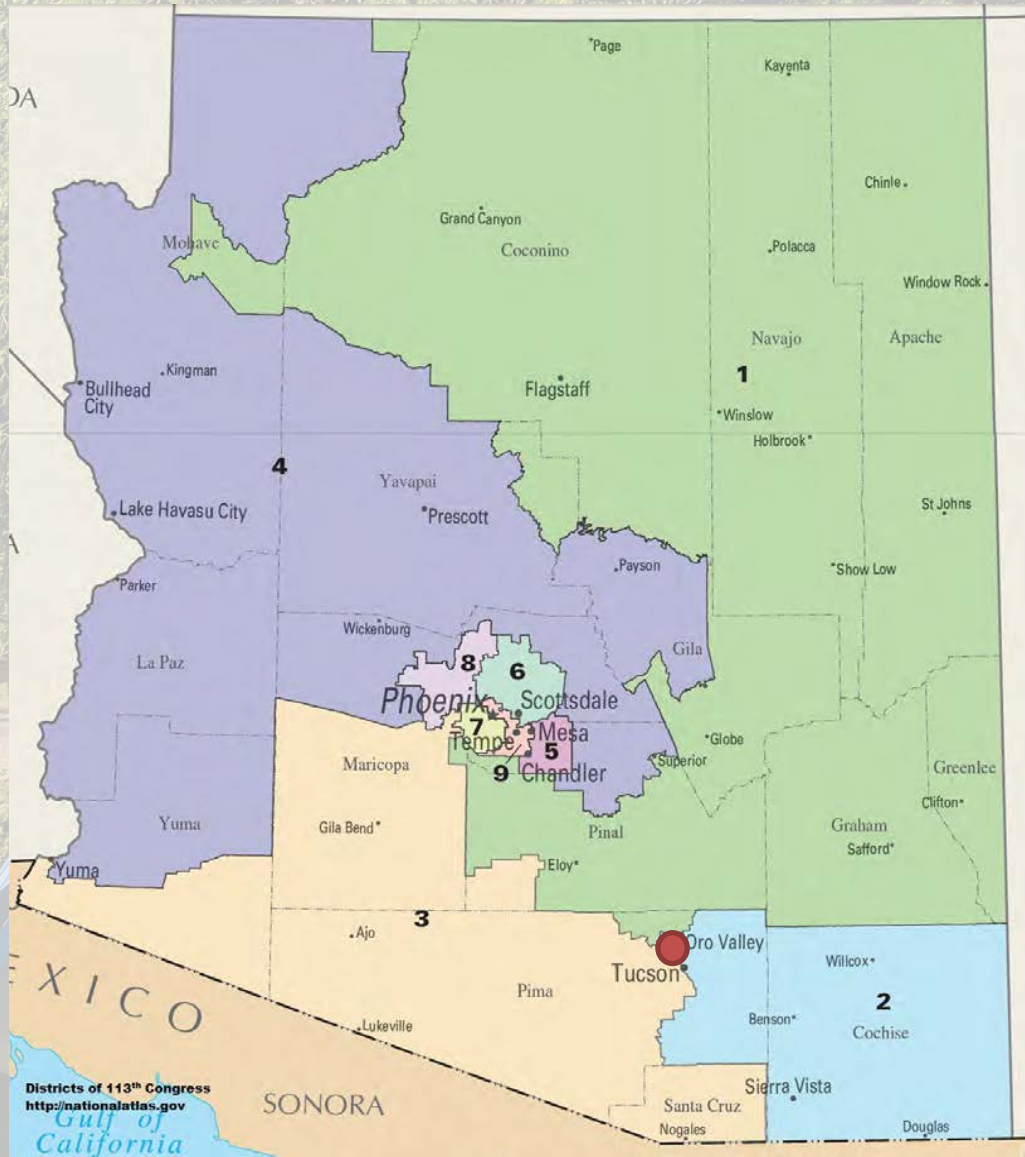 Page
Kayenta
DA
Chinle
Grand Canyon
Mohave
Coconino
Polacca
Window Rock
Navajo
Apache
Kingman
1
Bullhead
City
Flagstaff
Winslow
Holbrook
4
Yavapai
Lake Havasu City
Prescott
St Johns
A
Payson
Show Low
Parker
Wickenburg
Gila
La Paz
8
6
Phoenix
Scottsdale
7
Mesa
Tempe
5
Globe
Maricopa
Superior
9
Chandler
Greenlee
Clifton
Yuma
Gila Bend
Pinal
Graham
Safford
Eloy
Yuma
3
Ajo
Oro Valley
Willcox
Tucson
Pima
2
EXICO
Benson
Cochise
Lukeville
Districts of 113th Congress
http://nationalatlas.gov
Sierra Vista
SONORA
Santa Cruz
Gulf of
California
Nogales
Douglas